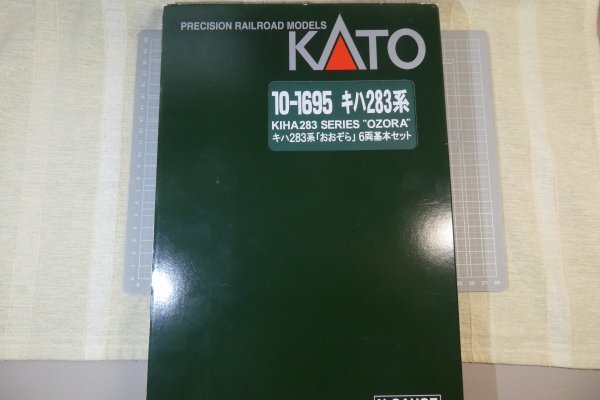 PRECISION RAILROAD MODELS
KATO
10-1695 キハ283系
KIHA283 SERIES "OZORA"
キハ283系「おおぞら」6両基本セット